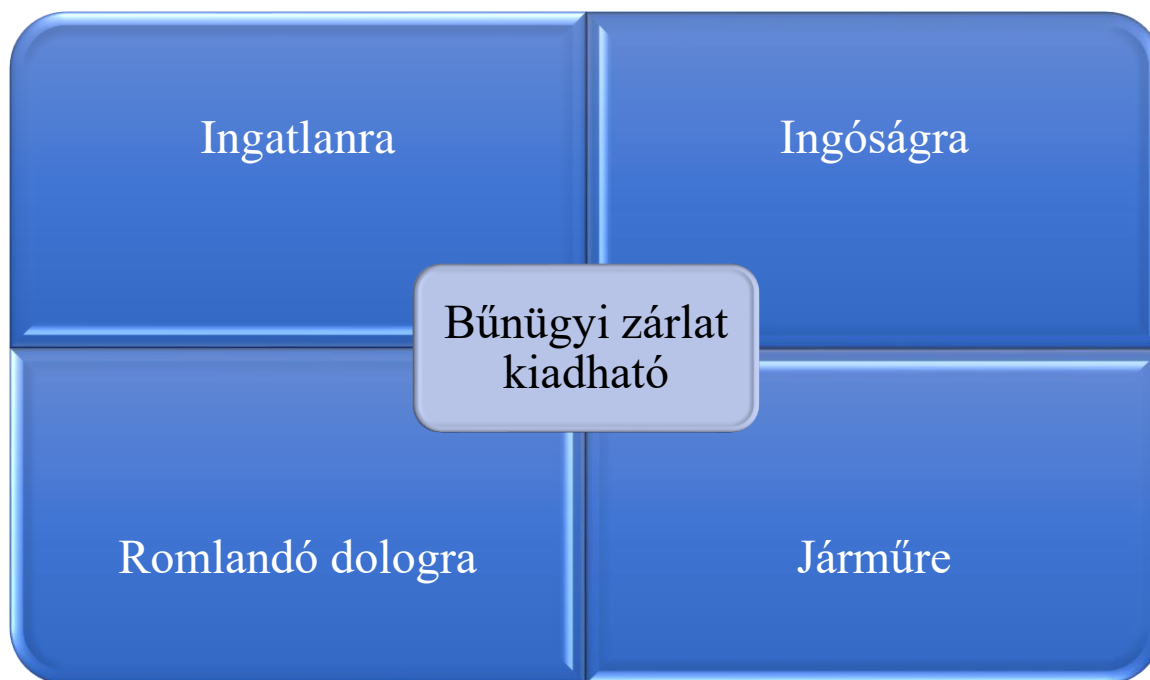 Ingatlanra
Ingóságra
Bűnügyi zárlat
kiadható
Romlandó dologra
Járműre